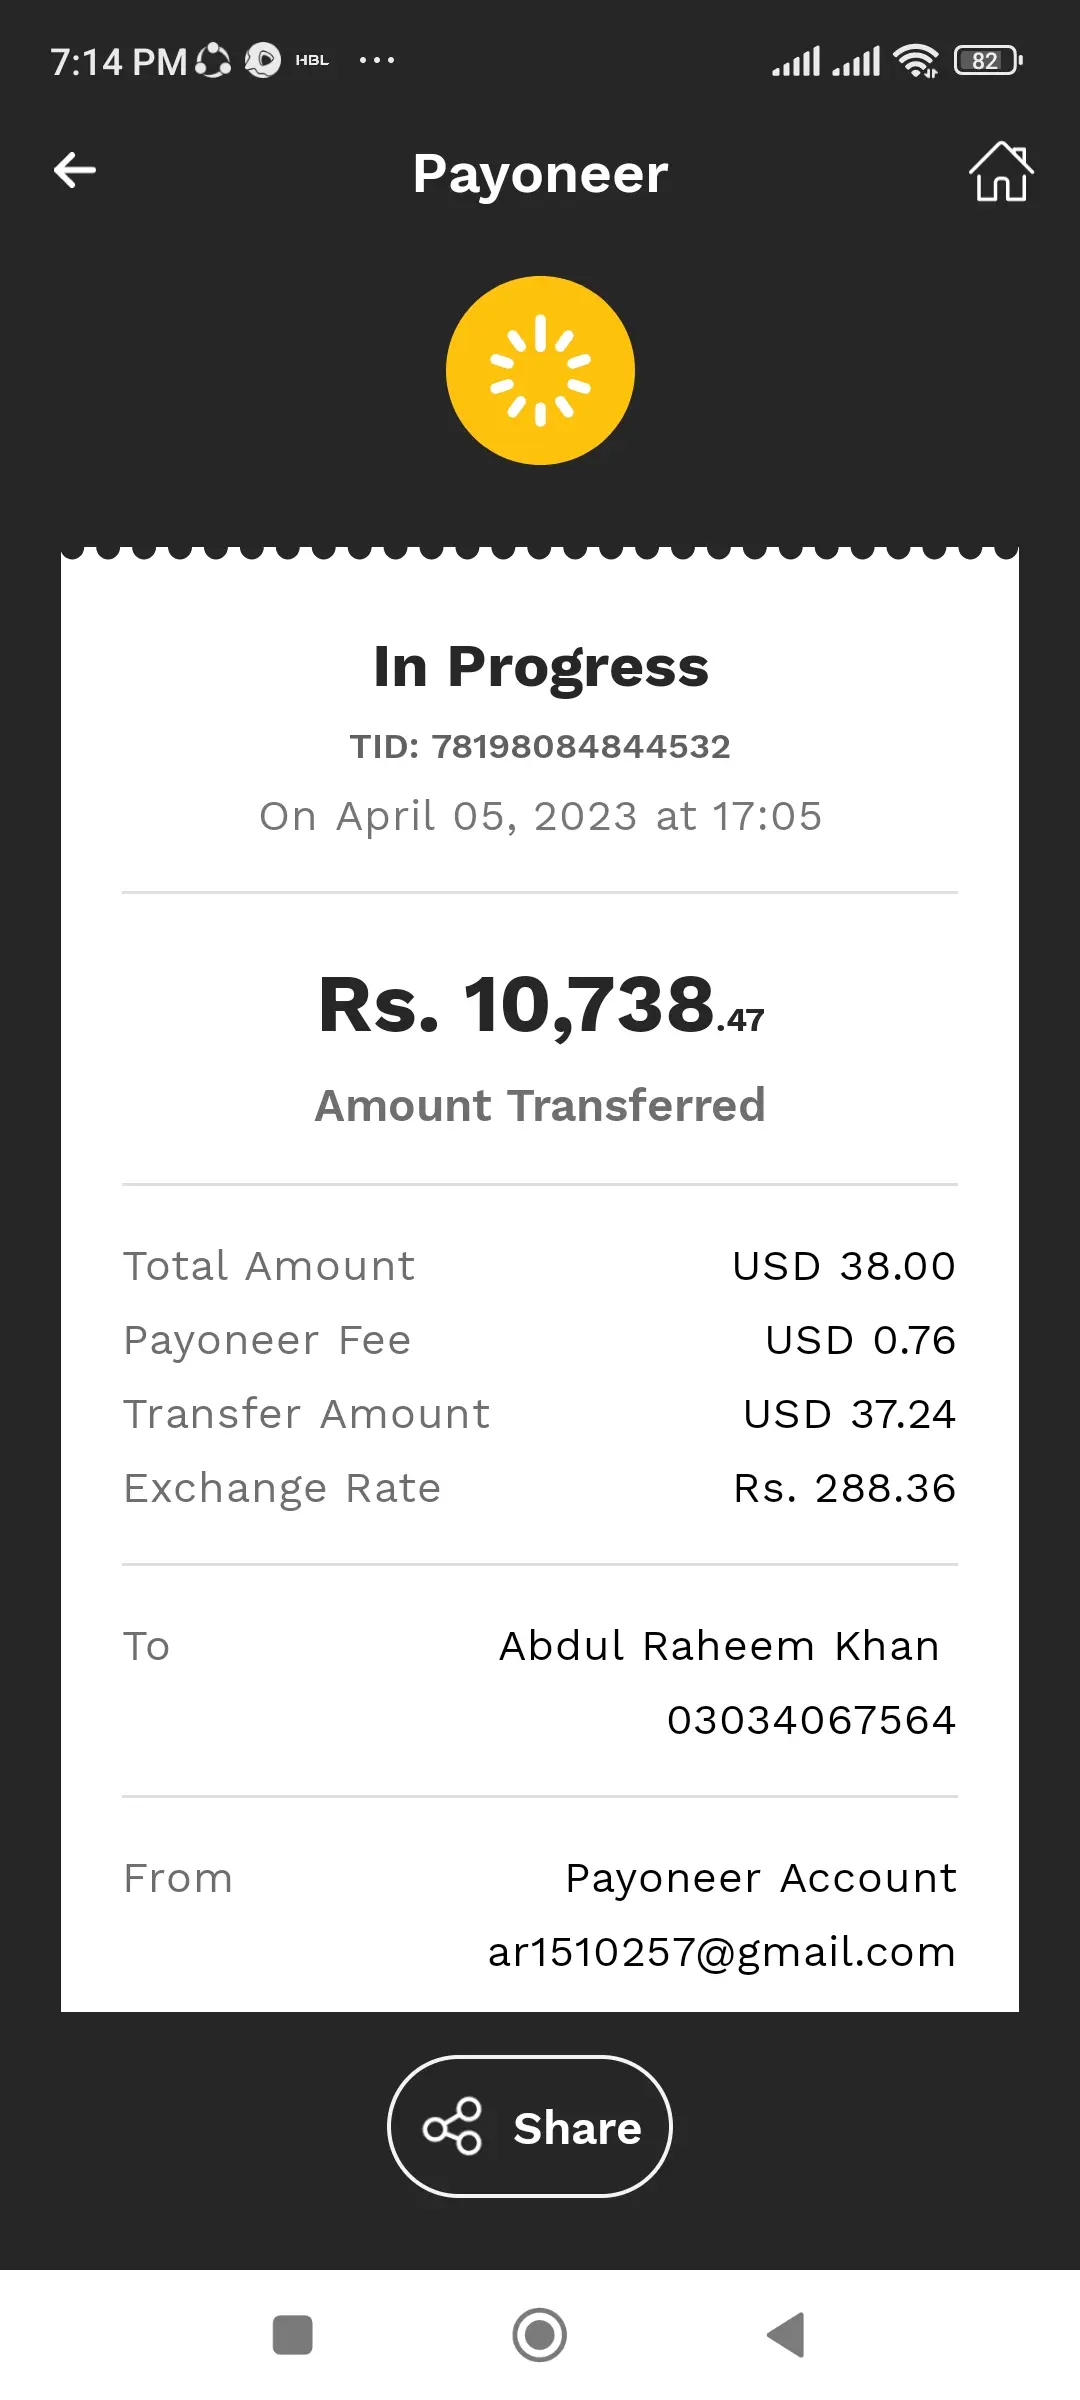 7:14 PM HBL ... 82
Payoneer
In Progress
TID: 78198084844532
On April 05, 2023 at 17:05
Rs. 10,738.47
Amount Transferred
Total Amount USD 38.00
Payoneer Fee USD 0.76
Transfer Amount USD 37.24
Exchange Rate Rs. 288.36
To Abdul Raheem Khan
03034067564
From Payoneer Account
ar1510257@gmail.com
Share